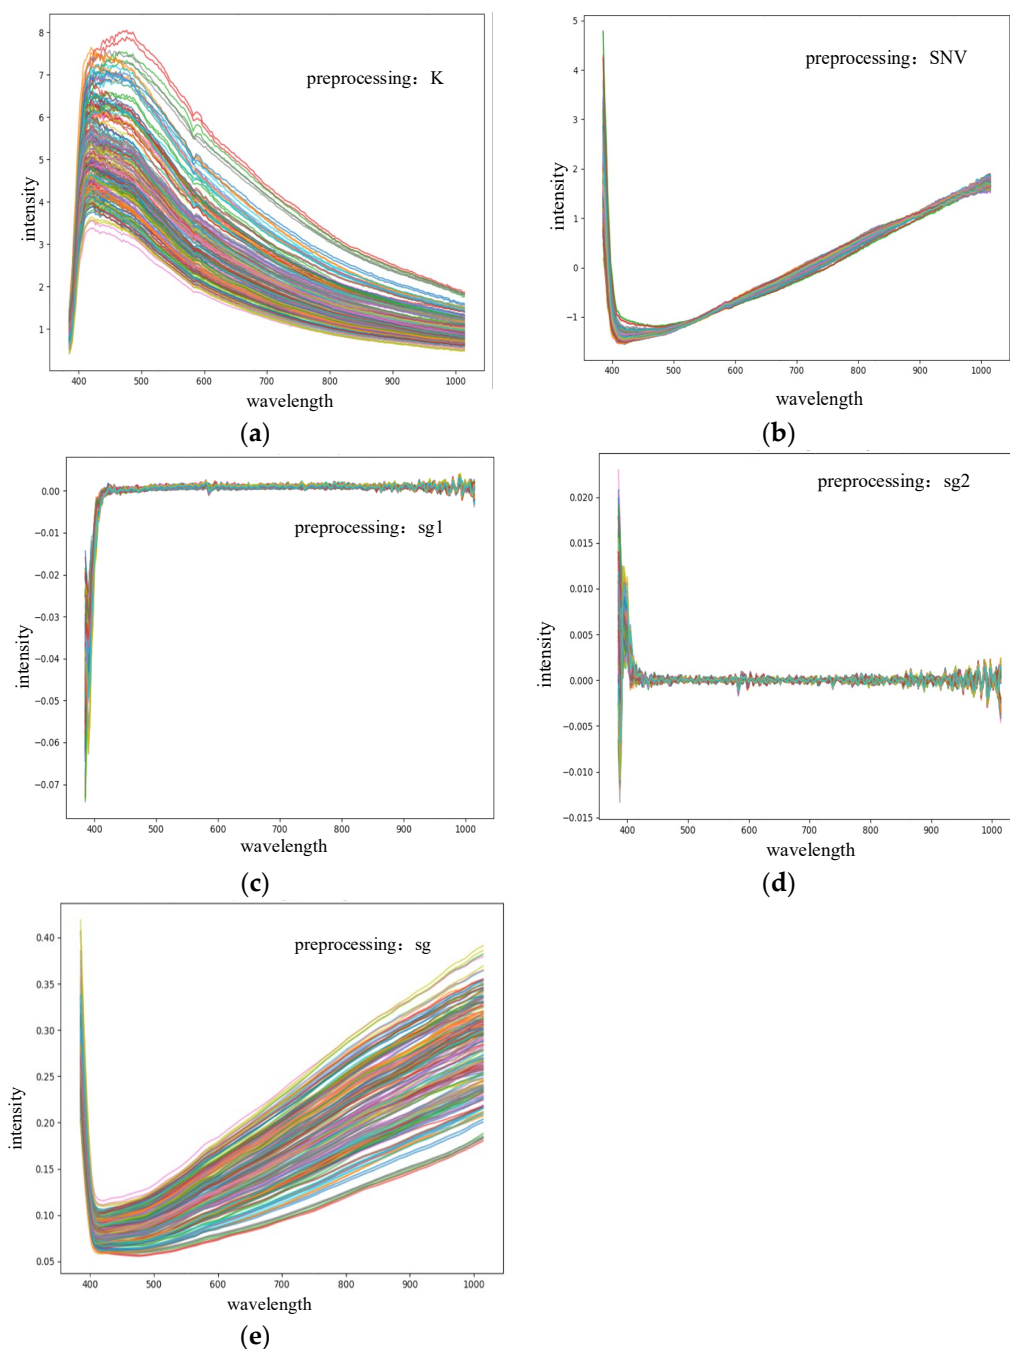 8
7
6
5
4
3
2
1
intensity
preprocessing：K
400 500 600 700 800 900 1000
wavelength
(a)
5
4
3
2
1
0
−1
intensity
preprocessing：SNV
400 500 600 700 800 900 1000
wavelength
(b)
0.00
−0.01
−0.02
−0.03
−0.04
−0.05
−0.06
−0.07
intensity
preprocessing：sg1
400 500 600 700 800 900 1000
wavelength
(c)
0.020
0.015
0.010
0.005
0.000
−0.005
−0.010
−0.015
intensity
preprocessing：sg2
400 500 600 700 800 900 1000
wavelength
(d)
0.40
0.35
0.30
0.25
0.20
0.15
0.10
0.05
intensity
preprocessing：sg
400 500 600 700 800 900 1000
wavelength
(e)